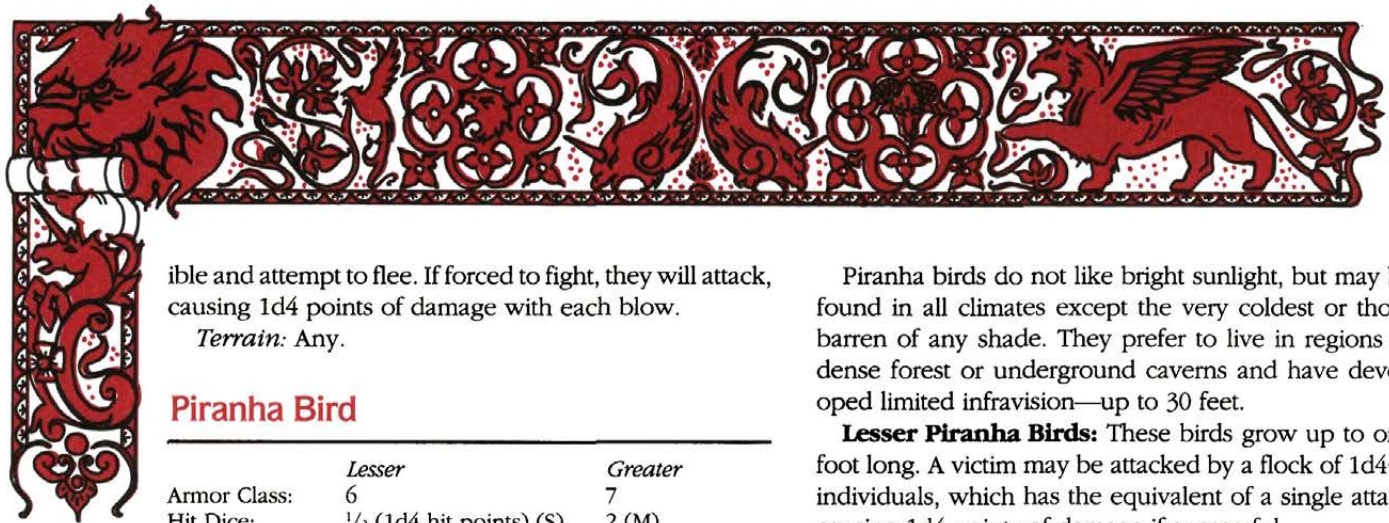 ible and attempt to flee. If forced to fight, they will attack,
causing 1d4 points of damage with each blow.
Terrain: Any.
Piranha Bird
Lesser Greater
Armor Class: 6 7
Hit Dice: (1d4 hit points) (S) 2 (M)
Piranha birds do not like bright sunlight, but may
found in all climates except the very coldest or
barren of any shade. They prefer to live in regions
dense forest or underground caverns and have
oped limited infravision—up to 30 feet.
Lesser Piranha Birds: These birds grow up to
foot long. A victim may be attacked by a flock of
individuals, which has the equivalent of a single